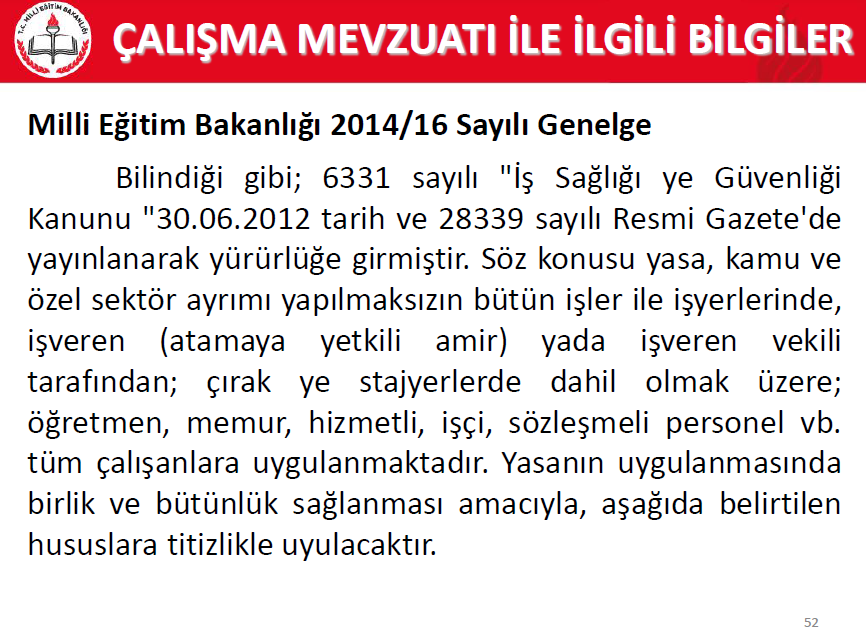 T.C. MİLLİ EĞİTİM BAKANLIĞI
ÇALIŞMA MEVZUATI İLE İLGİLİ BİLGİLER
Milli Eğitim Bakanlığı 2014/16 Sayılı Genelge
Bilindiği gibi; 6331 sayılı "İş Sağlığı ye Güvenliği
Kanunu "30.06.2012 tarih ve 28339 sayılı Resmi Gazete'de
yayınlanarak yürürlüğe girmiştir. Söz konusu yasa, kamu ve
özel sektör ayrımı yapılmaksızın bütün işler ile işyerlerinde,
işveren (atamaya yetkili amir) yada işveren vekili
tarafından; çırak ye stajyerlerde dahil olmak üzere;
öğretmen, memur, hizmetli, işçi, sözleşmeli personel vb.
tüm çalışanlara uygulanmaktadır. Yasanın uygulanmasında
birlik ve bütünlük sağlanması amacıyla, aşağıda belirtilen
hususlara titizlikle uyulacaktır.
52